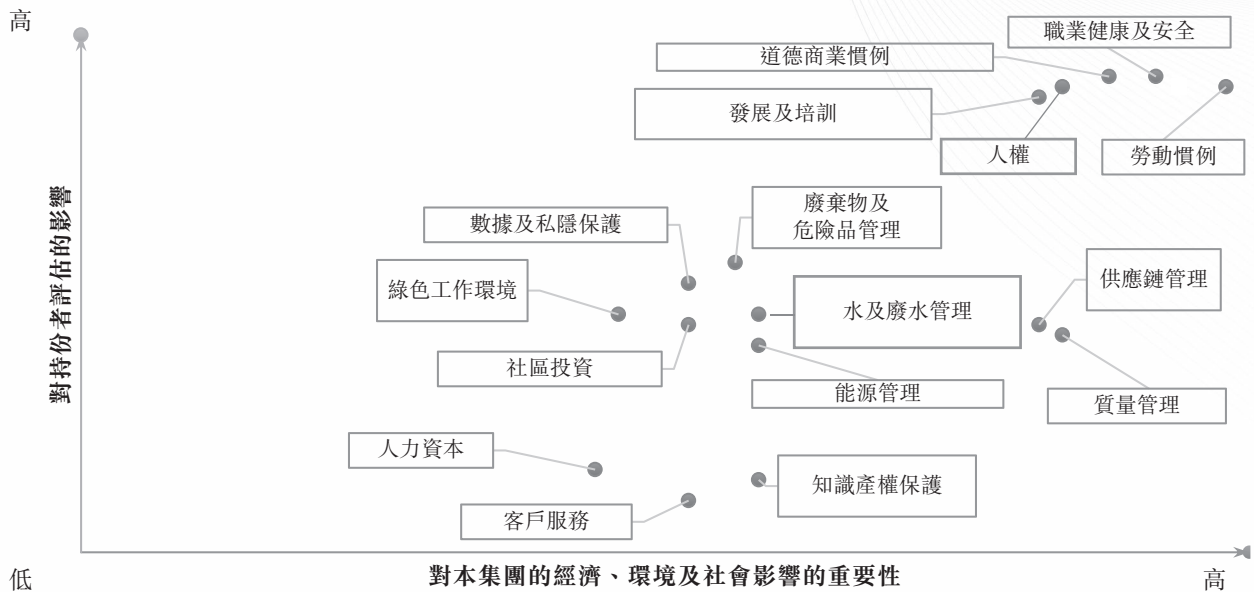 高
職業健康及安全
道德商業慣例
發展及培訓
人權
勞動慣例
對持份者評估的影響
數據及私隱保護
廢棄物及
危險品管理
綠色工作環境
水及廢水管理
供應鏈管理
社區投資
能源管理
質量管理
人力資本
知識產權保護
客戶服務
低
對本集團的經濟、環境及社會影響的重要性
高